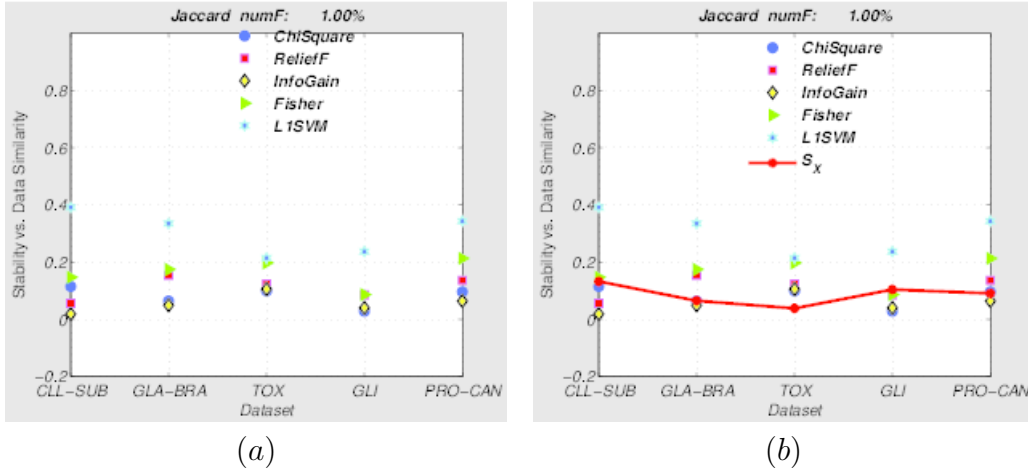 Jaccard numF: 1.00%
ChiSquare
ReliefF
InfoGain
Fisher
L1SVM
Stability vs. Data Similarity
0.8
0.6
0.4
0.2
0
−0.2
CLL−SUB GLA−BRA TOX GLI PRO−CAN
Dataset
(a)
Jaccard numF: 1.00%
ChiSquare
ReliefF
InfoGain
Fisher
L1SVM
S_X
Stability vs. Data Similarity
0.8
0.6
0.4
0.2
0
−0.2
CLL−SUB GLA−BRA TOX GLI PRO−CAN
Dataset
(b)